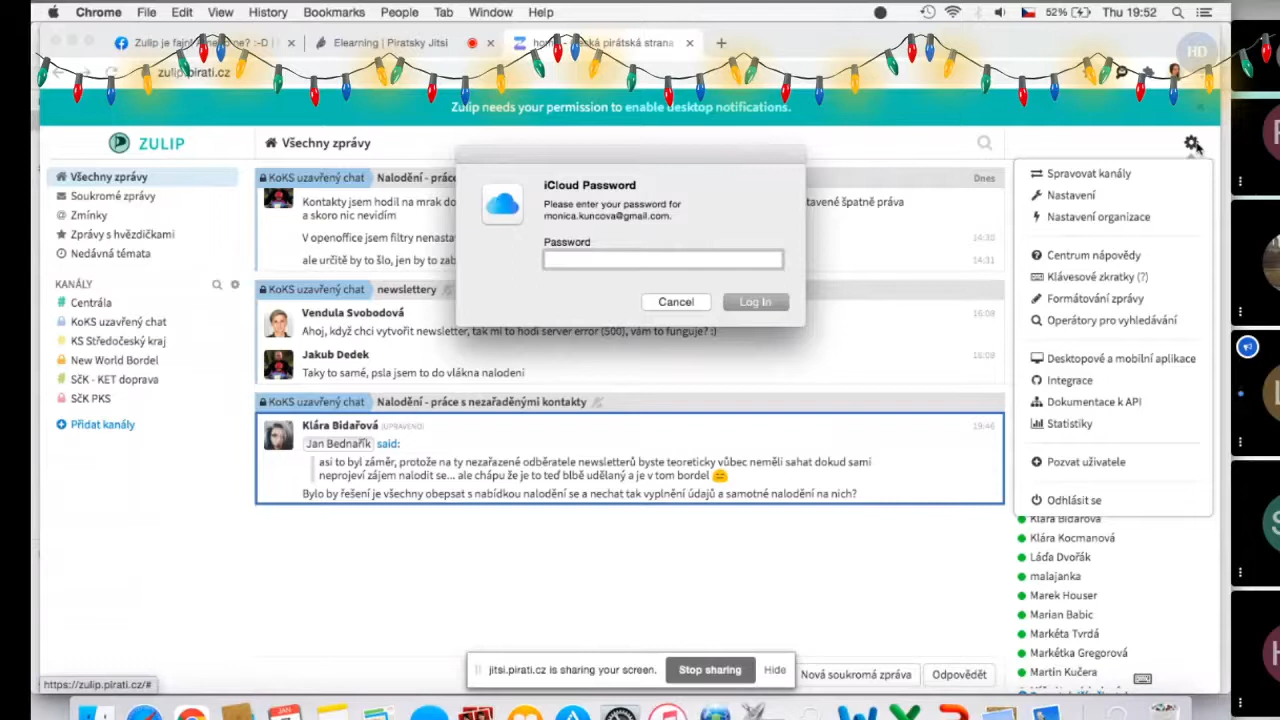 Chrome File Edit View History Bookmarks People Tab Window Help 52% Thu 19:52
Zulip je fajn! Elearning | Piratsky Jitsi
HD
zulip.pirati.cz
Zulip needs your permission to enable desktop notifications.
ZULIP
Všechny zprávy
Všechny zprávy
Soukromé zprávy
Zmínky
Zprávy s hvězdičkami
Nedávná témata
KANÁLY
Centrála
KoKS uzavřený chat
KS Středočeský kraj
New World Bordel
SčK - KET doprava
SčK PKS
Přidat kanály
KoKS uzavřený chat Nalodění - práce Dnes
Kontakty jsem hodil na mrak do
a skoro nic nevidím
tavené špatně práva
V openoffice jsem filtry nenasta 14:30
ale určitě by to šlo, jen by to zab 14:31
KoKS uzavřený chat newslettery
Vendula Svobodová 16:08
Ahoj, když chci vytvořit newsletter, tak mi to hodí server error (500), vám to funguje? :)
Jakub Dedek 16:08
Taky to samé, psla jsem to do vlákna nalodení
KoKS uzavřený chat Nalodění - práce s nezařaděnými kontakty
Klára Bidařová (UPRAVENO) 19:46
Jan Bednařík said:
asi to byl záměr, protože na ty nezařazené odběratele newsletterů byste teoreticky vůbec neměli sahat dokud sami
neprojeví zájem nalodit se... ale chápu že je to teď blbě udělaný a je v tom bordel
Bylo by řešení je všechny obepsat s nabídkou nalodění se a nechat tak vyplnění údajů a samotné nalodění na nich?
iCloud Password
Please enter your password for
monica.kuncova@gmail.com.
Password
Cancel Log In
Spravovat kanály
Nastavení
Nastavení organizace
Centrum nápovědy
Klávesové zkratky (?)
Formátování zprávy
Operátory pro vyhledávání
Desktopové a mobilní aplikace
Integrace
Dokumentace k API
Statistiky
Pozvat uživatele
Odhlásit se
Klára Bidařová
Klára Kocmanová
Láďa Dvořák
malajanka
Marek Houser
Marian Babic
Markéta Tvrdá
Markétka Gregorová
Martin Kučera
jitsi.pirati.cz is sharing your screen. Stop sharing Hide
Nová soukromá zpráva Odpovědět
https://zulip.pirati.cz/#